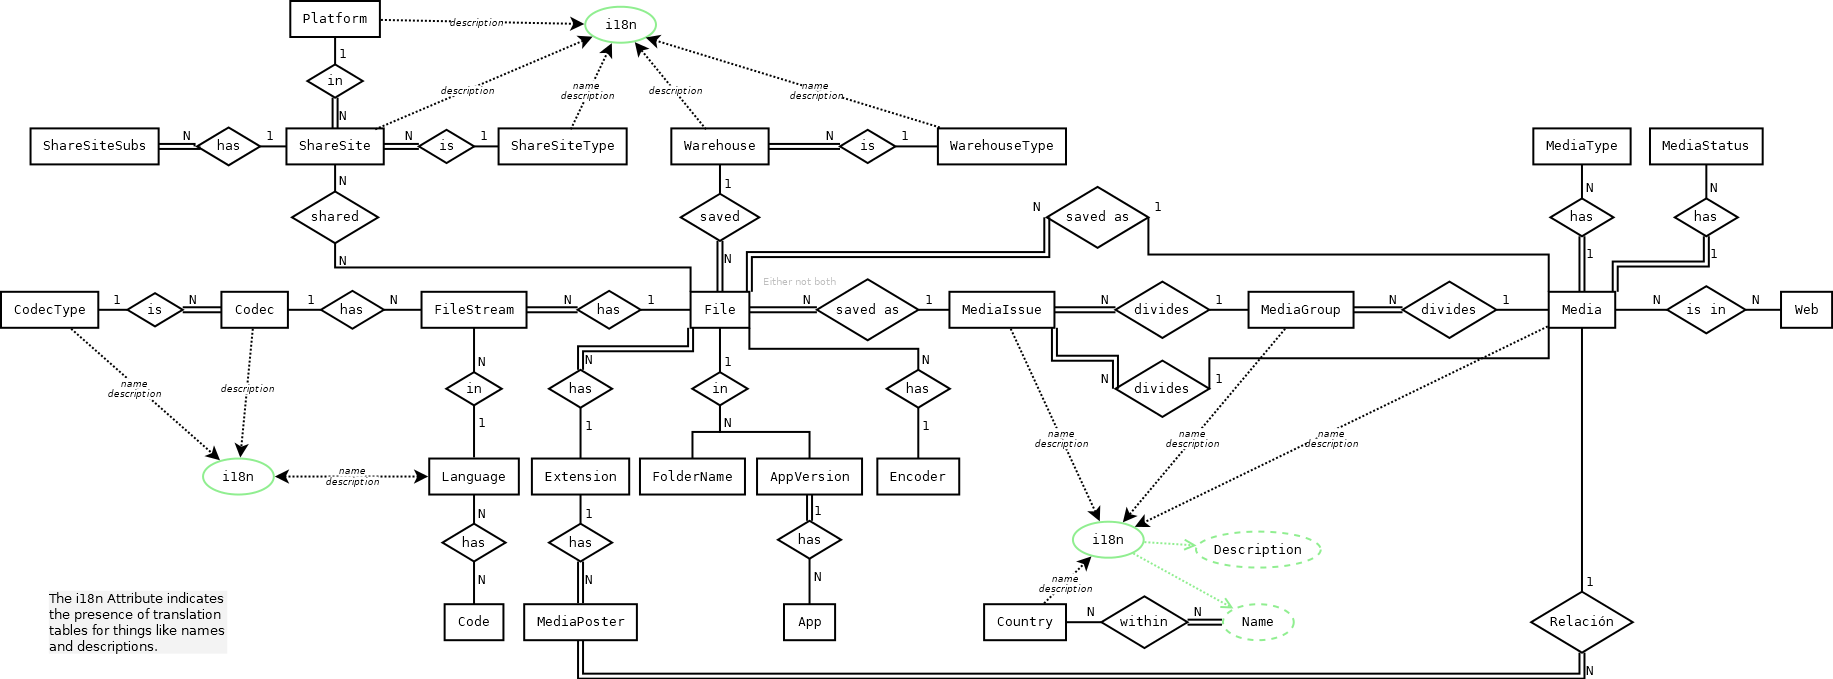 Platform
description
i18n
1
in
description
name
description
description
name
description
N
ShareSiteSubs
N
has
1
ShareSite
N
is
1
ShareSiteType
Warehouse
N
is
1
WarehouseType
MediaType
MediaStatus
N
1
N
N
shared
saved
N
saved as
1
has
has
N
N
1
1
Either not both
CodecType
1
is
N
Codec
1
has
N
FileStream
N
has
1
File
N
saved as
1
MediaIssue
N
divides
1
MediaGroup
N
divides
1
Media
N
is in
N
Web
N
N
1
N
name
description
description
in
has
in
has
N
divides
1
1
1
N
1
name
description
name
description
name
description
i18n
name
description
Language
Extension
FolderName
AppVersion
Encoder
N
1
1
has
has
has
i18n
Description
N
N
N
name
description
1
The i18n Attribute indicates
the presence of translation
tables for things like names
and descriptions.
Code
MediaPoster
App
Country
N
within
N
Name
Relación
N